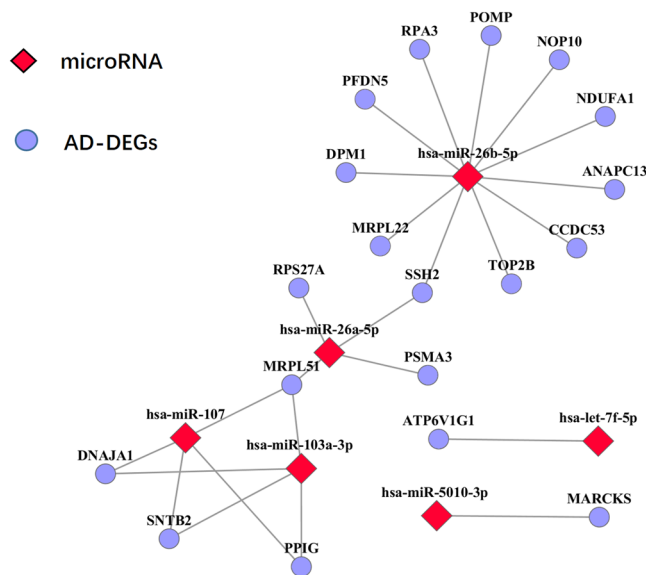 microRNA
AD-DEGs
POMP
RPA3
NOP10
PFDN5
NDUFA1
hsa-miR-26b-5p
DPM1
ANAPC13
MRPL22
CCDC53
RPS27A
SSH2
TOP2B
hsa-miR-26a-5p
MRPL51
PSMA3
hsa-miR-107
ATP6V1G1
hsa-let-7f-5p
hsa-miR-103a-3p
DNAJA1
hsa-miR-5010-3p
MARCKS
SNTB2
PPIG